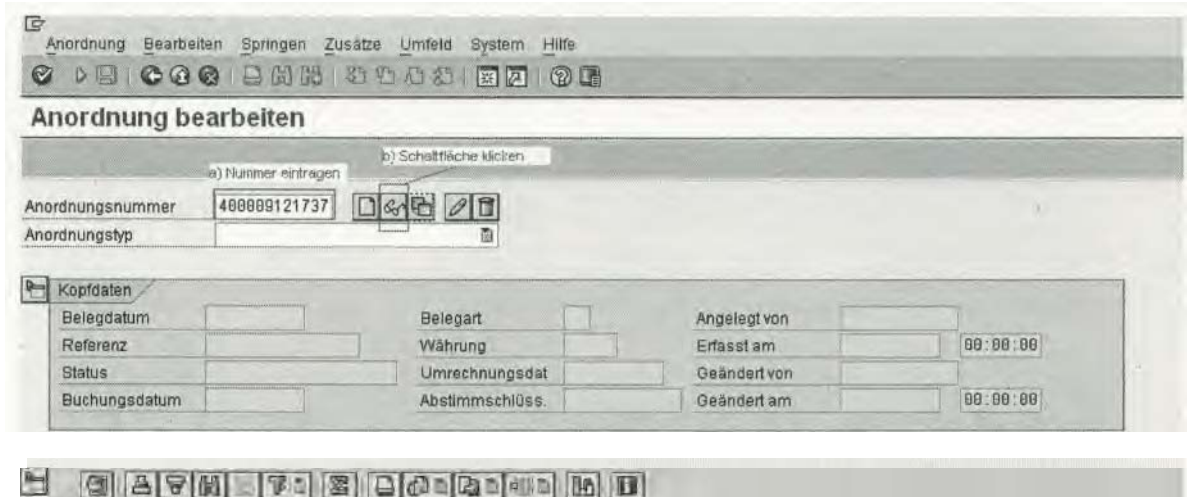 Anordnung Bearbeiten Springen Zusätze Umfeld System Hilfe
Anordnung bearbeiten
b) Schaltfläche klicken
a) Nummer eintragen
Anordnungsnummer 400009121737
Anordnungstyp
Kopfdaten
Belegdatum Belegart Angelegt von
Referenz Währung Erfasst am 00:00:00
Status Umrechnungsdat Geändert von
Buchungsdatum Abstimmschlüss. Geändert am 00:00:00